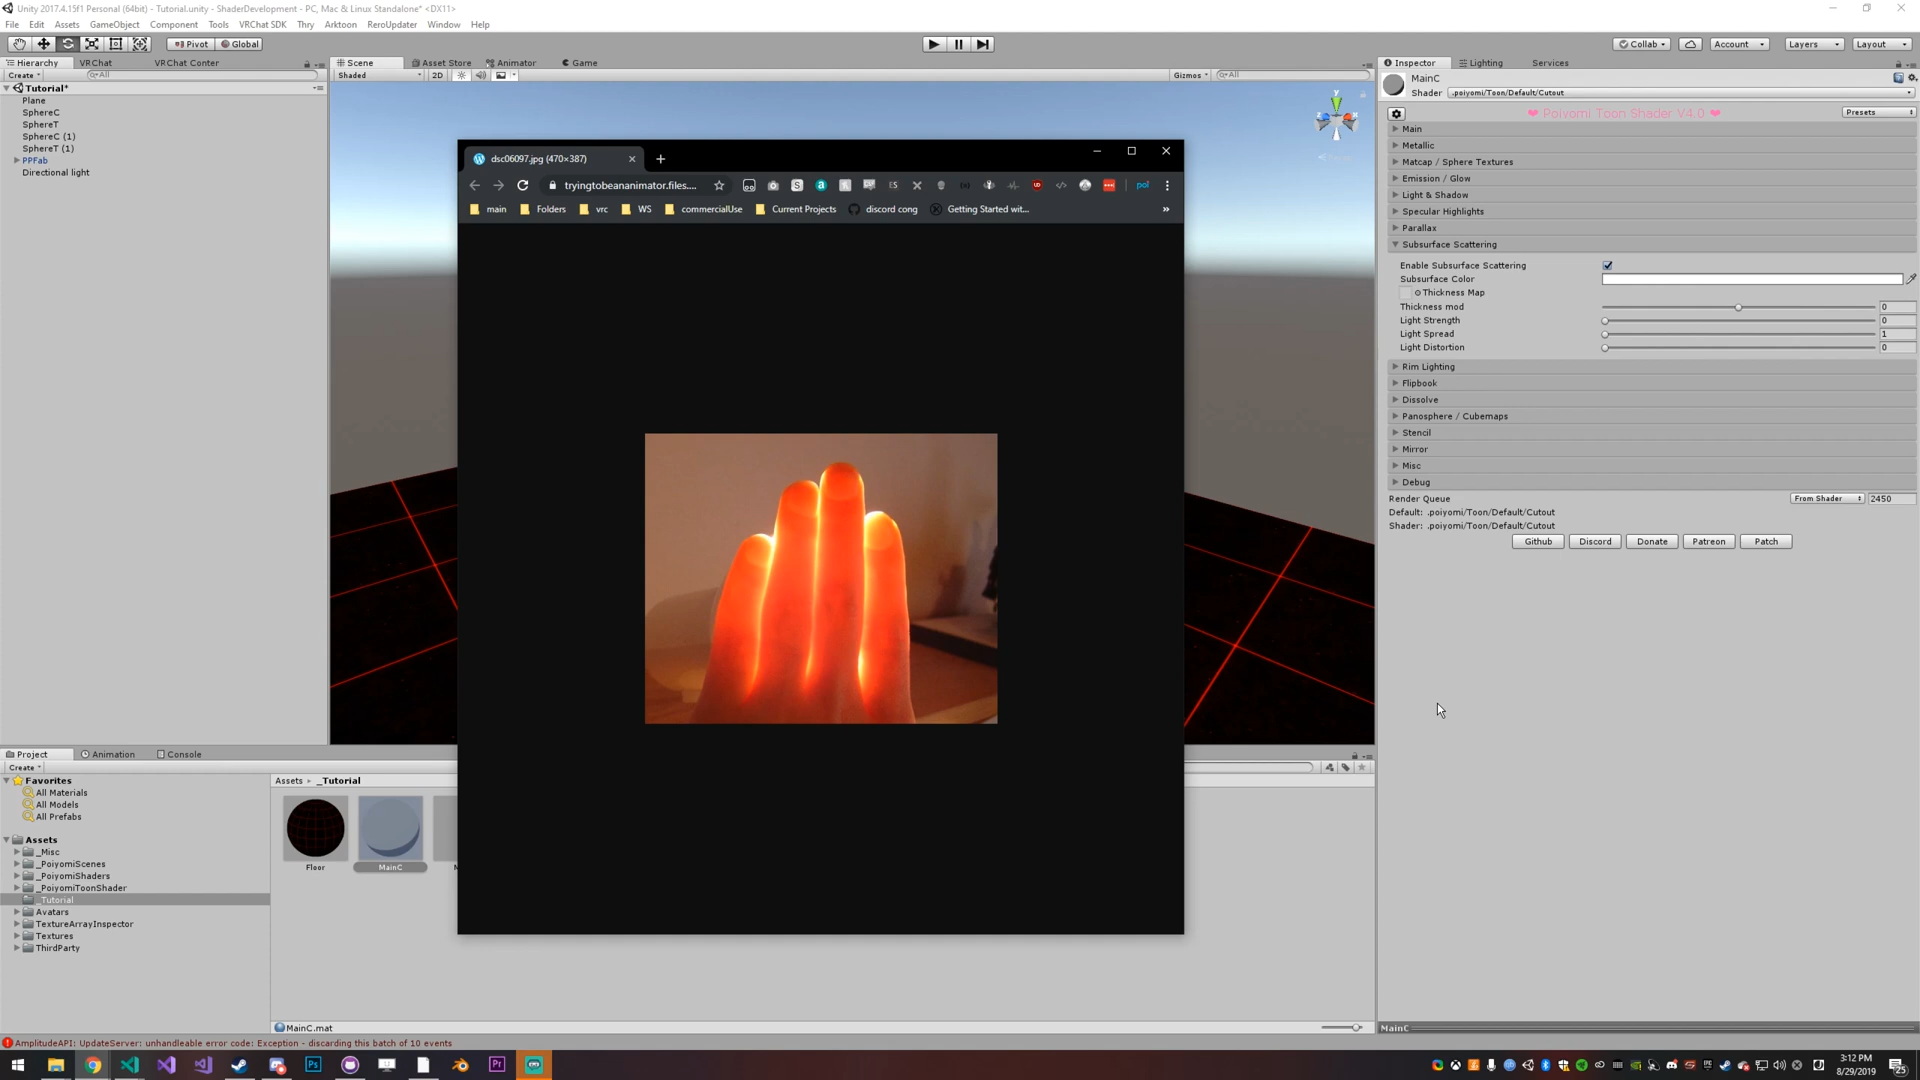 Unity 2017.4.15f1 Personal (64bit) - Tutorial.unity - ShaderDevelopment - PC, Mac & Linux Standalone* <DX11>
File Edit Assets GameObject Component Tools VRChat SDK Thry Arktoon ReroUpdater Window Help
Pivot Global Collab Account Layers Layout
Hierarchy VRChat VRChat Conter Scene Asset Store Animator Game Inspector Lighting Services
Create All Shaded 2D Gizmos All
Tutorial*
Plane
SphereC
SphereT
SphereC (1)
SphereT (1)
PPFab
Directional light
dsc06097.jpg (470×387)
tryingtobeananimator.files....
main Folders vrc WS commercialUse Current Projects discord cong Getting Started wit... »
MainC
Shader .poiyomi/Toon/Default/Cutout
❤ Poiyomi Toon Shader V4.0 ❤ Presets
Main
Metallic
Matcap / Sphere Textures
Emission / Glow
Light & Shadow
Specular Highlights
Parallax
Subsurface Scattering
Enable Subsurface Scattering
Subsurface Color
Thickness Map
Thickness mod 0
Light Strength 0
Light Spread 1
Light Distortion 0
Rim Lighting
Flipbook
Dissolve
Panosphere / Cubemaps
Stencil
Mirror
Misc
Debug
Render Queue From Shader 2450
Default: .poiyomi/Toon/Default/Cutout
Shader: .poiyomi/Toon/Default/Cutout
Github Discord Donate Patreon Patch
Project Animation Console
Create
Favorites
All Materials
All Models
All Prefabs
Assets
_Misc
_PoiyomiScenes
_PoiyomiShaders
_PoiyomiToonShader
_Tutorial
Avatars
TextureArrayInspector
Textures
ThirdParty
Assets ▸ _Tutorial
Floor MainC
MainC.mat
MainC
AmplitudeAPI: UpdateServer: unhandleable error code: Exception - discarding this batch of 10 events
3:12 PM
8/29/2019
25